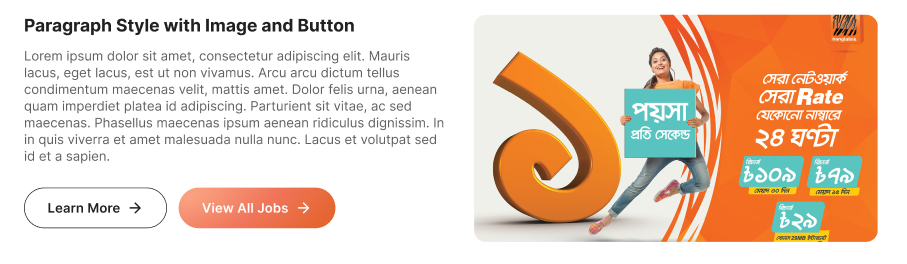 Paragraph Style with Image and Button
Lorem ipsum dolor sit amet, consectetur adipiscing elit. Mauris
lacus, eget lacus, est ut non vivamus. Arcu arcu dictum tellus
condimentum maecenas velit, mattis amet. Dolor felis urna, aenean
quam imperdiet platea id adipiscing. Parturient sit vitae, ac sed
maecenas. Phasellus maecenas ipsum aenean ridiculus dignissim. In
in quis viverra et amet malesuada nulla nunc. Lacus et volutpat sed
id et a sapien.
Learn More
View All Jobs
১
পয়সা
প্রতি সেকেন্ড
banglalink
সেরা নেটওয়ার্ক
সেরা Rate
যেকোনো নাম্বারে
২৪ ঘণ্টা
রিচার্জ
৳১০৯
মেয়াদ ৩০ দিন
রিচার্জ
৳৭৯
মেয়াদ ১৫ দিন
রিচার্জ
৳২৯